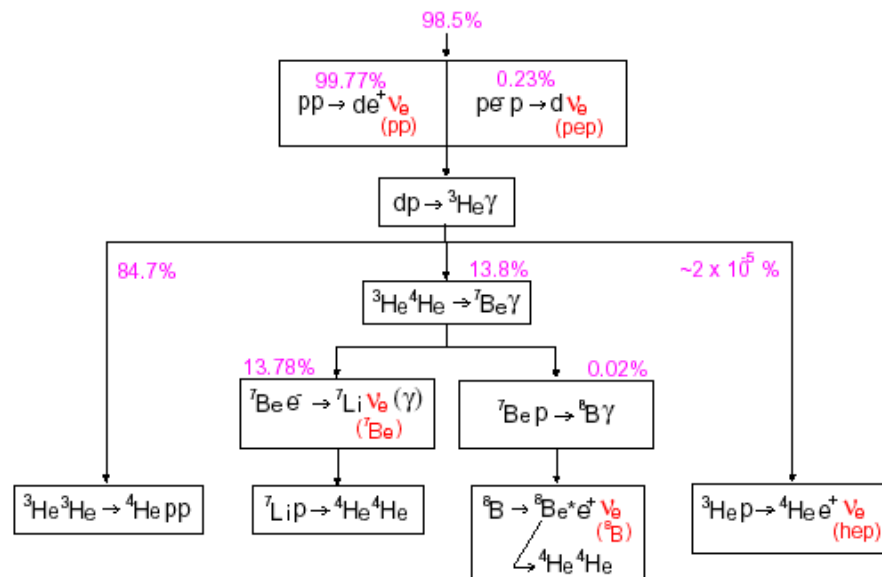 98.5%
99.77%
0.23%
pp → de⁺ νe
(pp)
pe⁻p → d νe
(pep)
dp → ³Heγ
84.7%
13.8%
~2 x 10⁻⁵ %
³He⁴He → ⁷Beγ
13.78%
0.02%
⁷Be e⁻ → ⁷Li νe (γ)
(⁷Be)
⁷Be p → ⁸Bγ
³He³He → ⁴He pp
⁷Li p → ⁴He⁴He
⁸B → ⁸Be*e⁺ νe
(⁸B)
⁴He⁴He
³He p → ⁴He e⁺ νe
(hep)